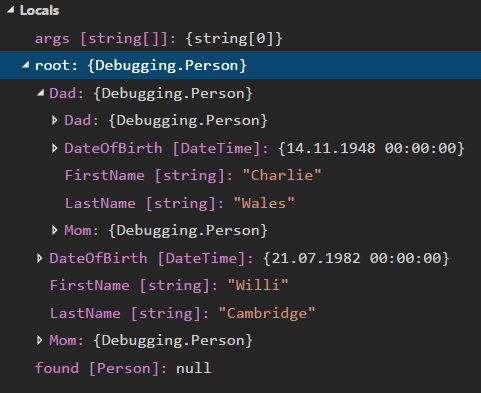 Locals
args [string[]]: {string[0]}
root: {Debugging.Person}
Dad: {Debugging.Person}
Dad: {Debugging.Person}
DateOfBirth [DateTime]: {14.11.1948 00:00:00}
FirstName [string]: "Charlie"
LastName [string]: "Wales"
Mom: {Debugging.Person}
DateOfBirth [DateTime]: {21.07.1982 00:00:00}
FirstName [string]: "Willi"
LastName [string]: "Cambridge"
Mom: {Debugging.Person}
found [Person]: null